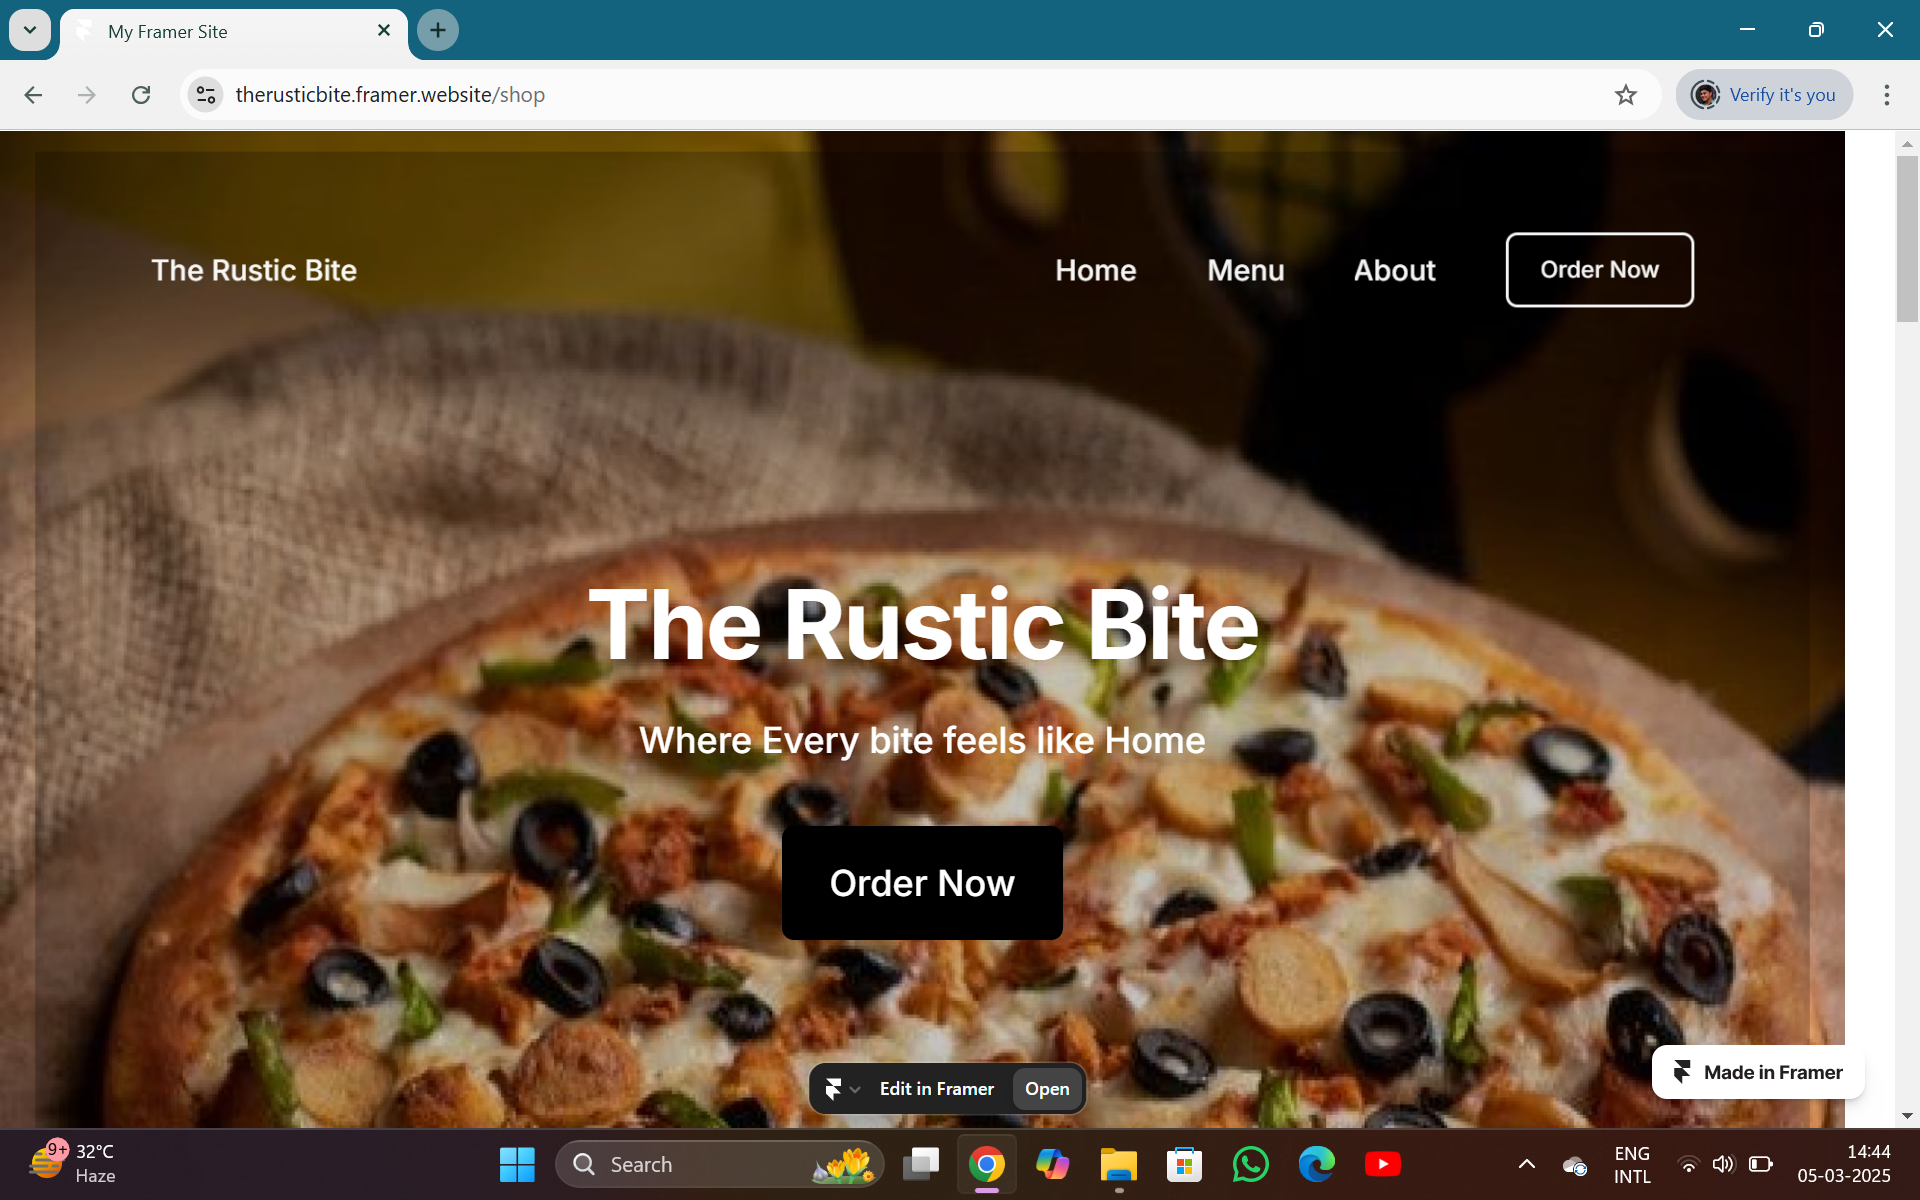 My Framer Site
therusticbite.framer.website/shop
Verify it's you
The Rustic Bite
Home
Menu
About
Order Now
The Rustic Bite
Where Every bite feels like Home
Order Now
Edit in Framer
Open
Made in Framer
9+
32°C
Haze
Search
ENG
INTL
14:44
05-03-2025